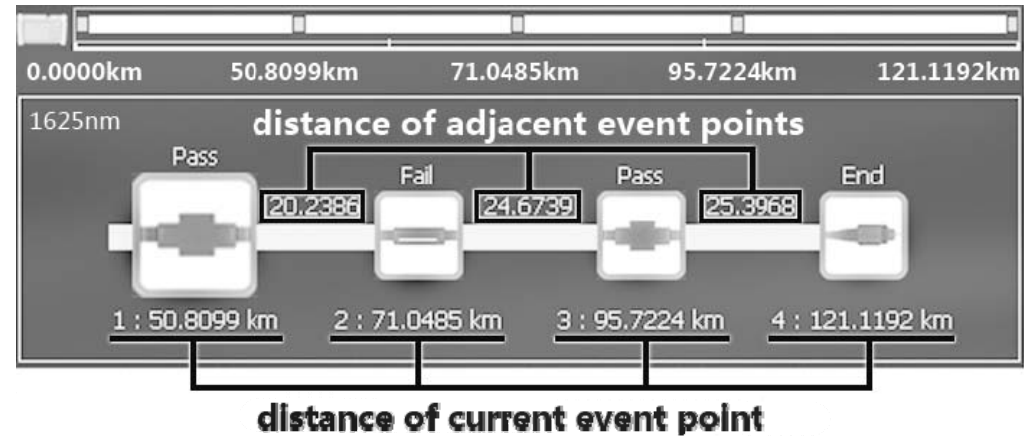 0.0000km 50.8099km 71.0485km 95.7224km 121.1192km
1625nm
distance of adjacent event points
Pass Fail Pass End
20.2386 24.6739 25.3968
1 : 50.8099 km 2 : 71.0485 km 3 : 95.7224 km 4 : 121.1192 km
distance of current event point